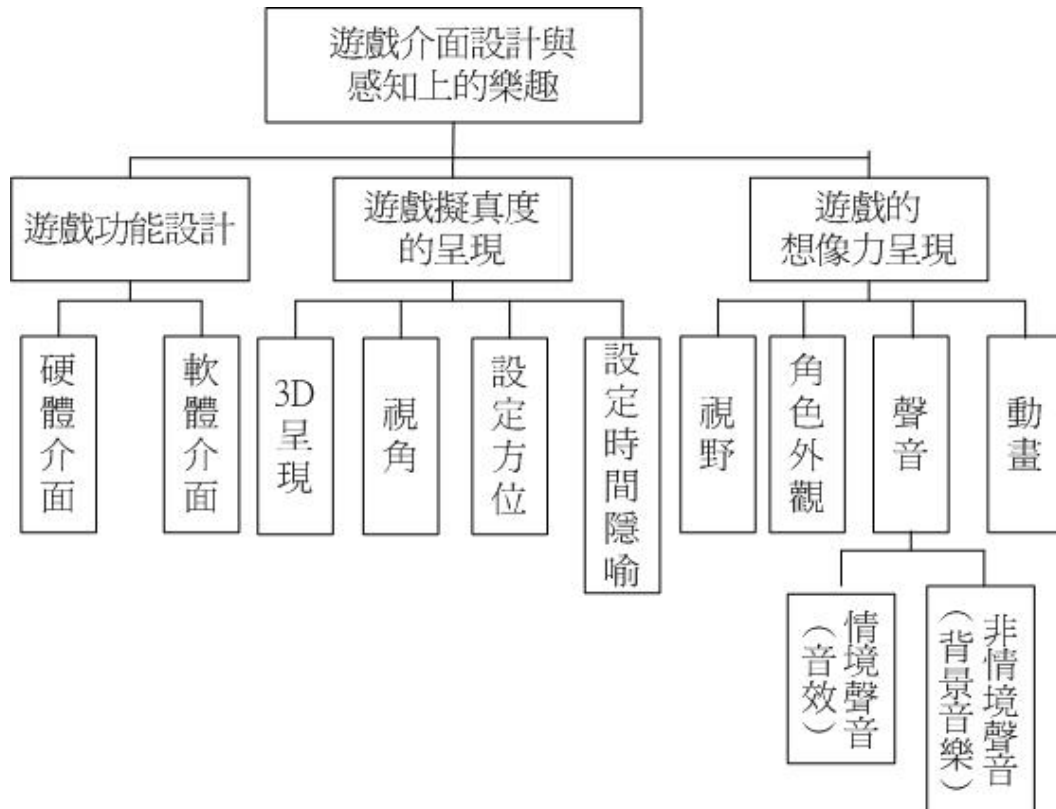 遊戲介面設計與
感知上的樂趣
遊戲功能設計
遊戲擬真度
的呈現
遊戲的
想像力呈現
硬體介面
軟體介面
3D呈現
視角
設定方位
設定時間隱喻
視野
角色外觀
聲音
動畫
情境聲音
（音效）
非情境聲音
（背景音樂）